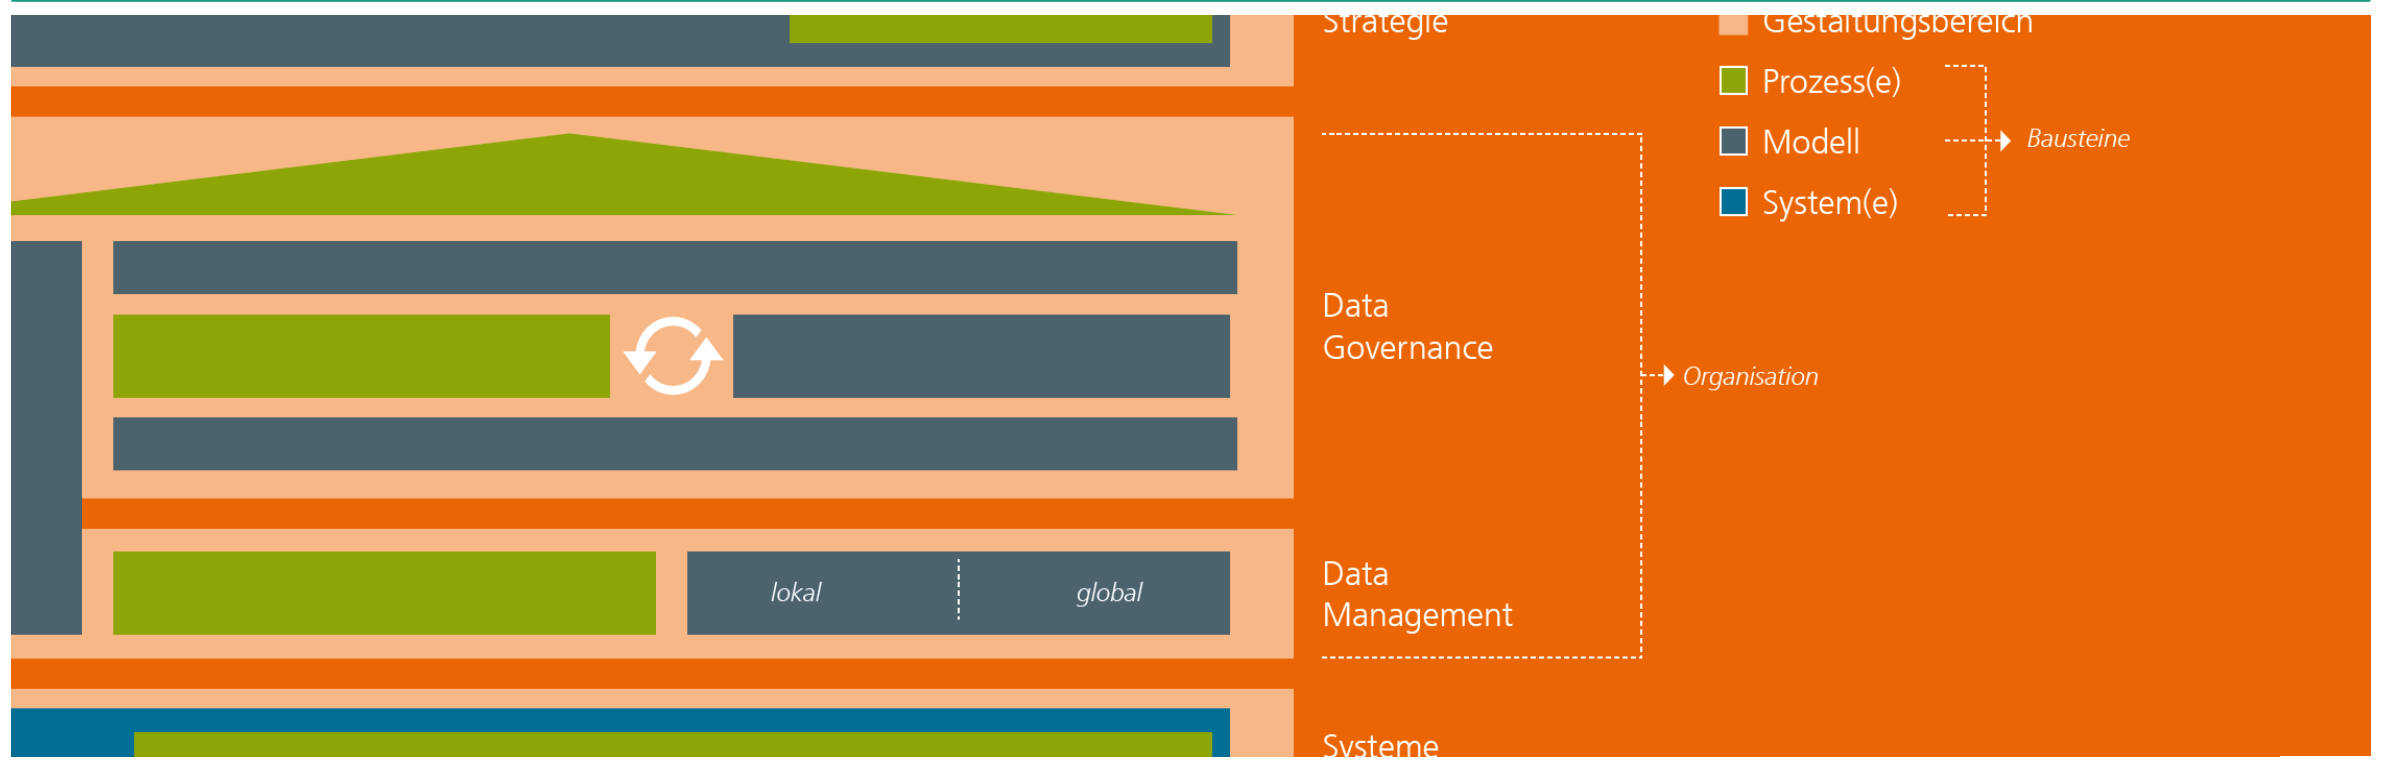 Strategie
Gestaltungsbereich
Prozess(e)
Modell
Bausteine
System(e)
Data
Governance
Organisation
lokal
global
Data
Management
Systeme